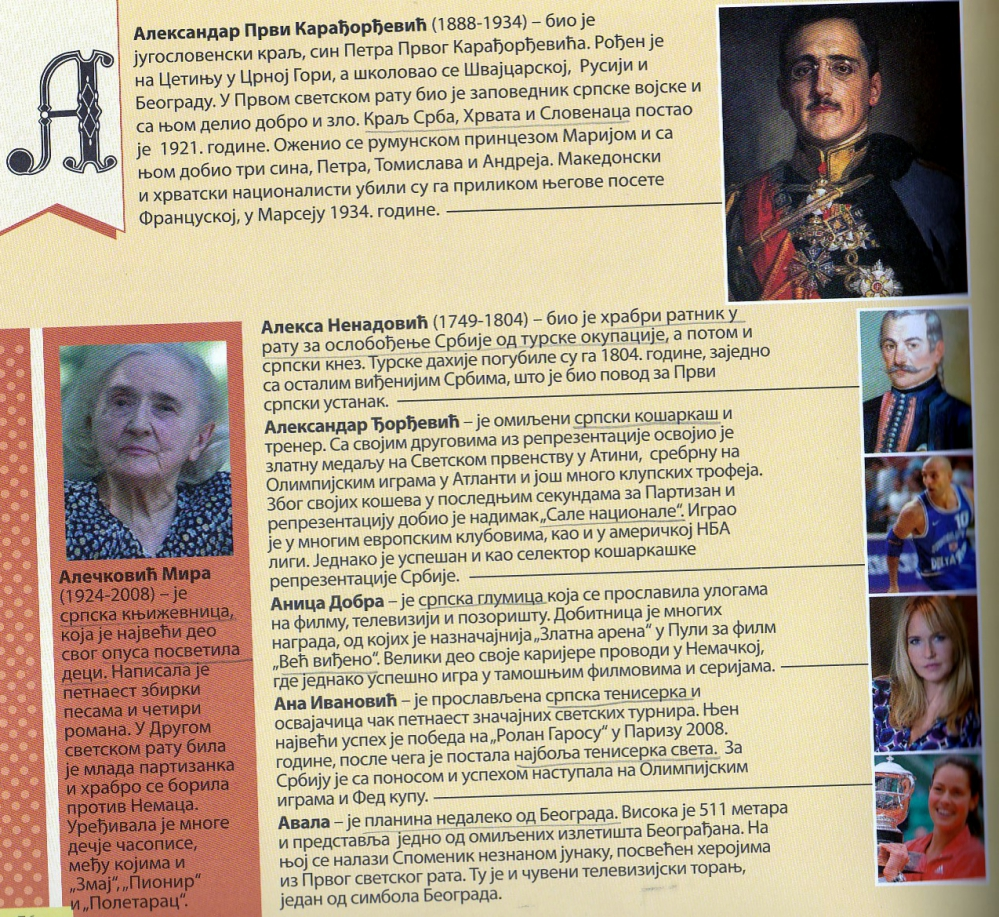 А
Александар Први Карађорђевић (1888-1934) – био је
југословенски краљ, син Петра Првог Карађорђевића. Рођен је
на Цетињу у Црној Гори, а школовао се Швајцарској, Русији и
Београду. У Првом светском рату био је заповедник српске војске и
са њом делио добро и зло. Краљ Срба, Хрвата и Словенаца постао
је 1921. године. Оженио се румунском принцезом Маријом и са
њом добио три сина, Петра, Томислава и Андреја. Македонски
и хрватски националисти убили су га приликом његове посете
Француској, у Марсеју 1934. године.
Алечковић Мира
(1924-2008) – је
српска књижевница,
која је највећи део
свог опуса посветила
деци. Написала је
петнаест збирки
песама и четири
романа. У Другом
светском рату била
је млада партизанка
и храбро се борила
против Немаца.
Уређивала је многе
дечје часописе,
међу којима и
„Змај“, „Пионир“
и „Полетарац“.
Алекса Ненадовић (1749-1804) – био је храбри ратник у
рату за ослобођење Србије од турске окупације, а потом и
српски кнез. Турске дахије погубиле су га 1804. године, заједно
са осталим виђенијим Србима, што је био повод за Први
српски устанак.
Александар Ђорђевић – је омиљени српски кошаркаш и
тренер. Са својим друговима из репрезентације освојио је
златну медаљу на Светском првенству у Атини, сребрну на
Олимпијским играма у Атланти и још много клупских трофеја.
Због својих кошева у последњим секундама за Партизан и
репрезентацију добио је надимак „Сале национале“. Играо
је у многим европским клубовима, као и у америчкој НБА
лиги. Једнако је успешан и као селектор кошаркашке
репрезентације Србије.
Аница Добра – је српска глумица која се прославила улогама
на филму, телевизији и позоришту. Добитница је многих
награда, од којих је назначајнија „Златна арена“ у Пули за филм
„Већ виђено“. Велики део своје каријере проводи у Немачкој,
где једнако успешно игра у тамошњим филмовима и серијама.
Ана Ивановић – је прослављена српска тенисерка и
освајачица чак петнаест значајних светских турнира. Њен
највећи успех је победа на „Ролан Гаросу“ у Паризу 2008.
године, после чега је постала најбоља тенисерка света. За
Србију је са поносом и успехом наступала на Олимпијским
играма и Фед купу.
Авала – је планина недалеко од Београда. Висока је 511 метара
и представља једно од омиљених излетишта Београђана. На
њој се налази Споменик незнаном јунаку, посвећен херојима
из Првог светског рата. Ту је и чувени телевизијски торањ,
један од симбола Београда.
10